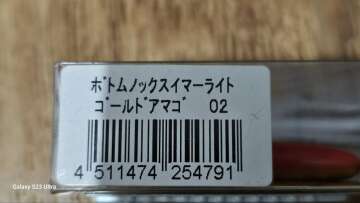 ﾎﾞﾄﾑﾉｯｸｽｲﾏｰﾗｲﾄ
ｺﾞｰﾙﾄﾞｱﾏｺﾞ 02
4 511474 254791
Galaxy S23 Ultra